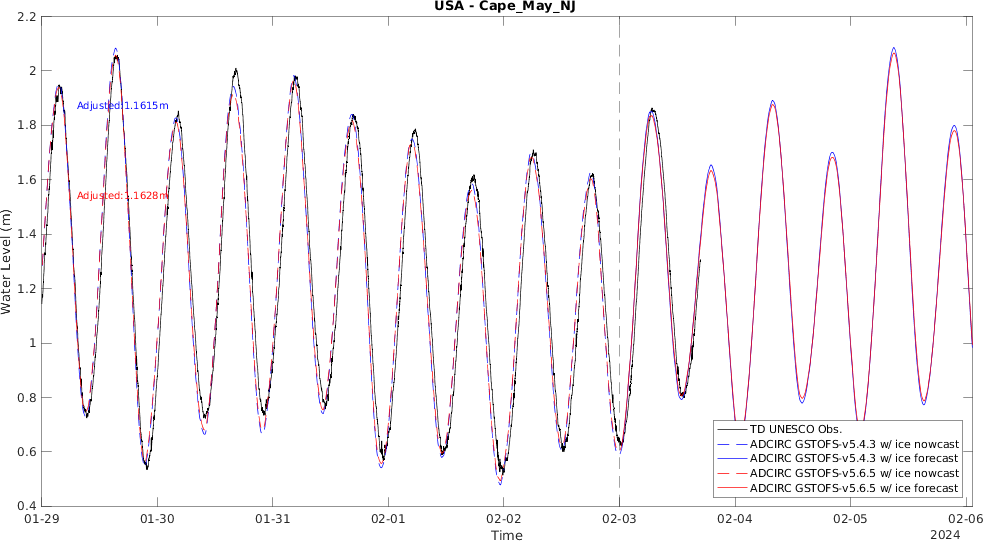 USA - Cape_May_NJ
2.2
2
1.8
1.6
1.4
1.2
1
0.8
0.6
0.4
Water Level (m)
Adjusted:1.1615m
Adjusted:1.1628m
TD UNESCO Obs.
ADCIRC GSTOFS-v5.4.3 w/ ice nowcast
ADCIRC GSTOFS-v5.4.3 w/ ice forecast
ADCIRC GSTOFS-v5.6.5 w/ ice nowcast
ADCIRC GSTOFS-v5.6.5 w/ ice forecast
01-29 01-30 01-31 02-01 02-02 02-03 02-04 02-05 02-06
Time
2024